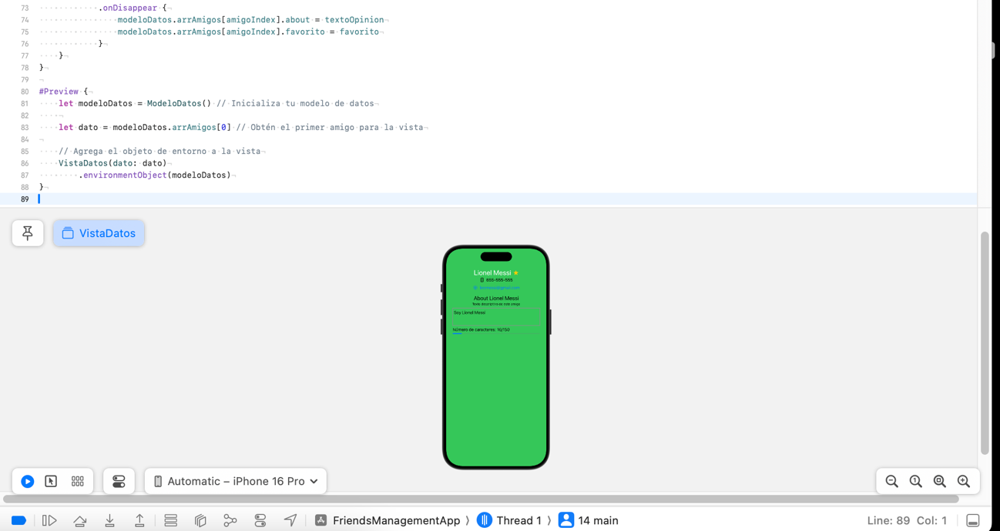 73 .onDisappear {
74 modeloDatos.arrAmigos[amigoIndex].about = textoOpinion
75 modeloDatos.arrAmigos[amigoIndex].favorito = favorito
76 }
77 }
78 }
79
80 #Preview {
81 let modeloDatos = ModeloDatos() // Inicializa tu modelo de datos
82
83 let dato = modeloDatos.arrAmigos[0] // Obtén el primer amigo para la vista
84
85 // Agrega el objeto de entorno a la vista
86 VistaDatos(dato: dato)
87 .environmentObject(modeloDatos)
88 }
89
VistaDatos
Lionel Messi
555-555-555
About Lionel Messi
Soy Lionel Messi
Número de caracteres: 16/150
Automatic – iPhone 16 Pro
FriendsManagementApp ⟩ Thread 1 ⟩ 14 main
Line: 89 Col: 1